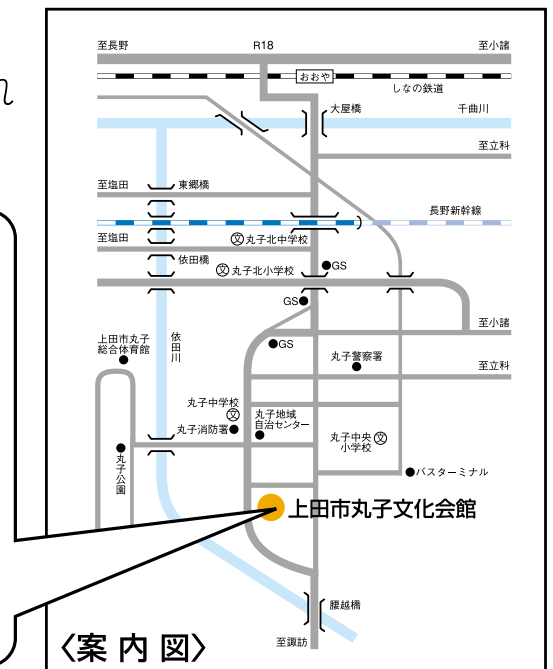 至長野
R18
至小諸
おおや
しなの鉄道
大屋橋
千曲川
至立科
至塩田
東郷橋
長野新幹線
至塩田
文 丸子北中学校
依田橋
文 丸子北小学校
GS
GS
至小諸
依田川
上田市丸子
総合体育館
GS
丸子警察署
至立科
丸子中学校
文
丸子地域
自治センター
丸子消防署
丸子中央
小学校
文
丸子公園
バスターミナル
上田市丸子文化会館
腰越橋
至諏訪
〈案内図〉